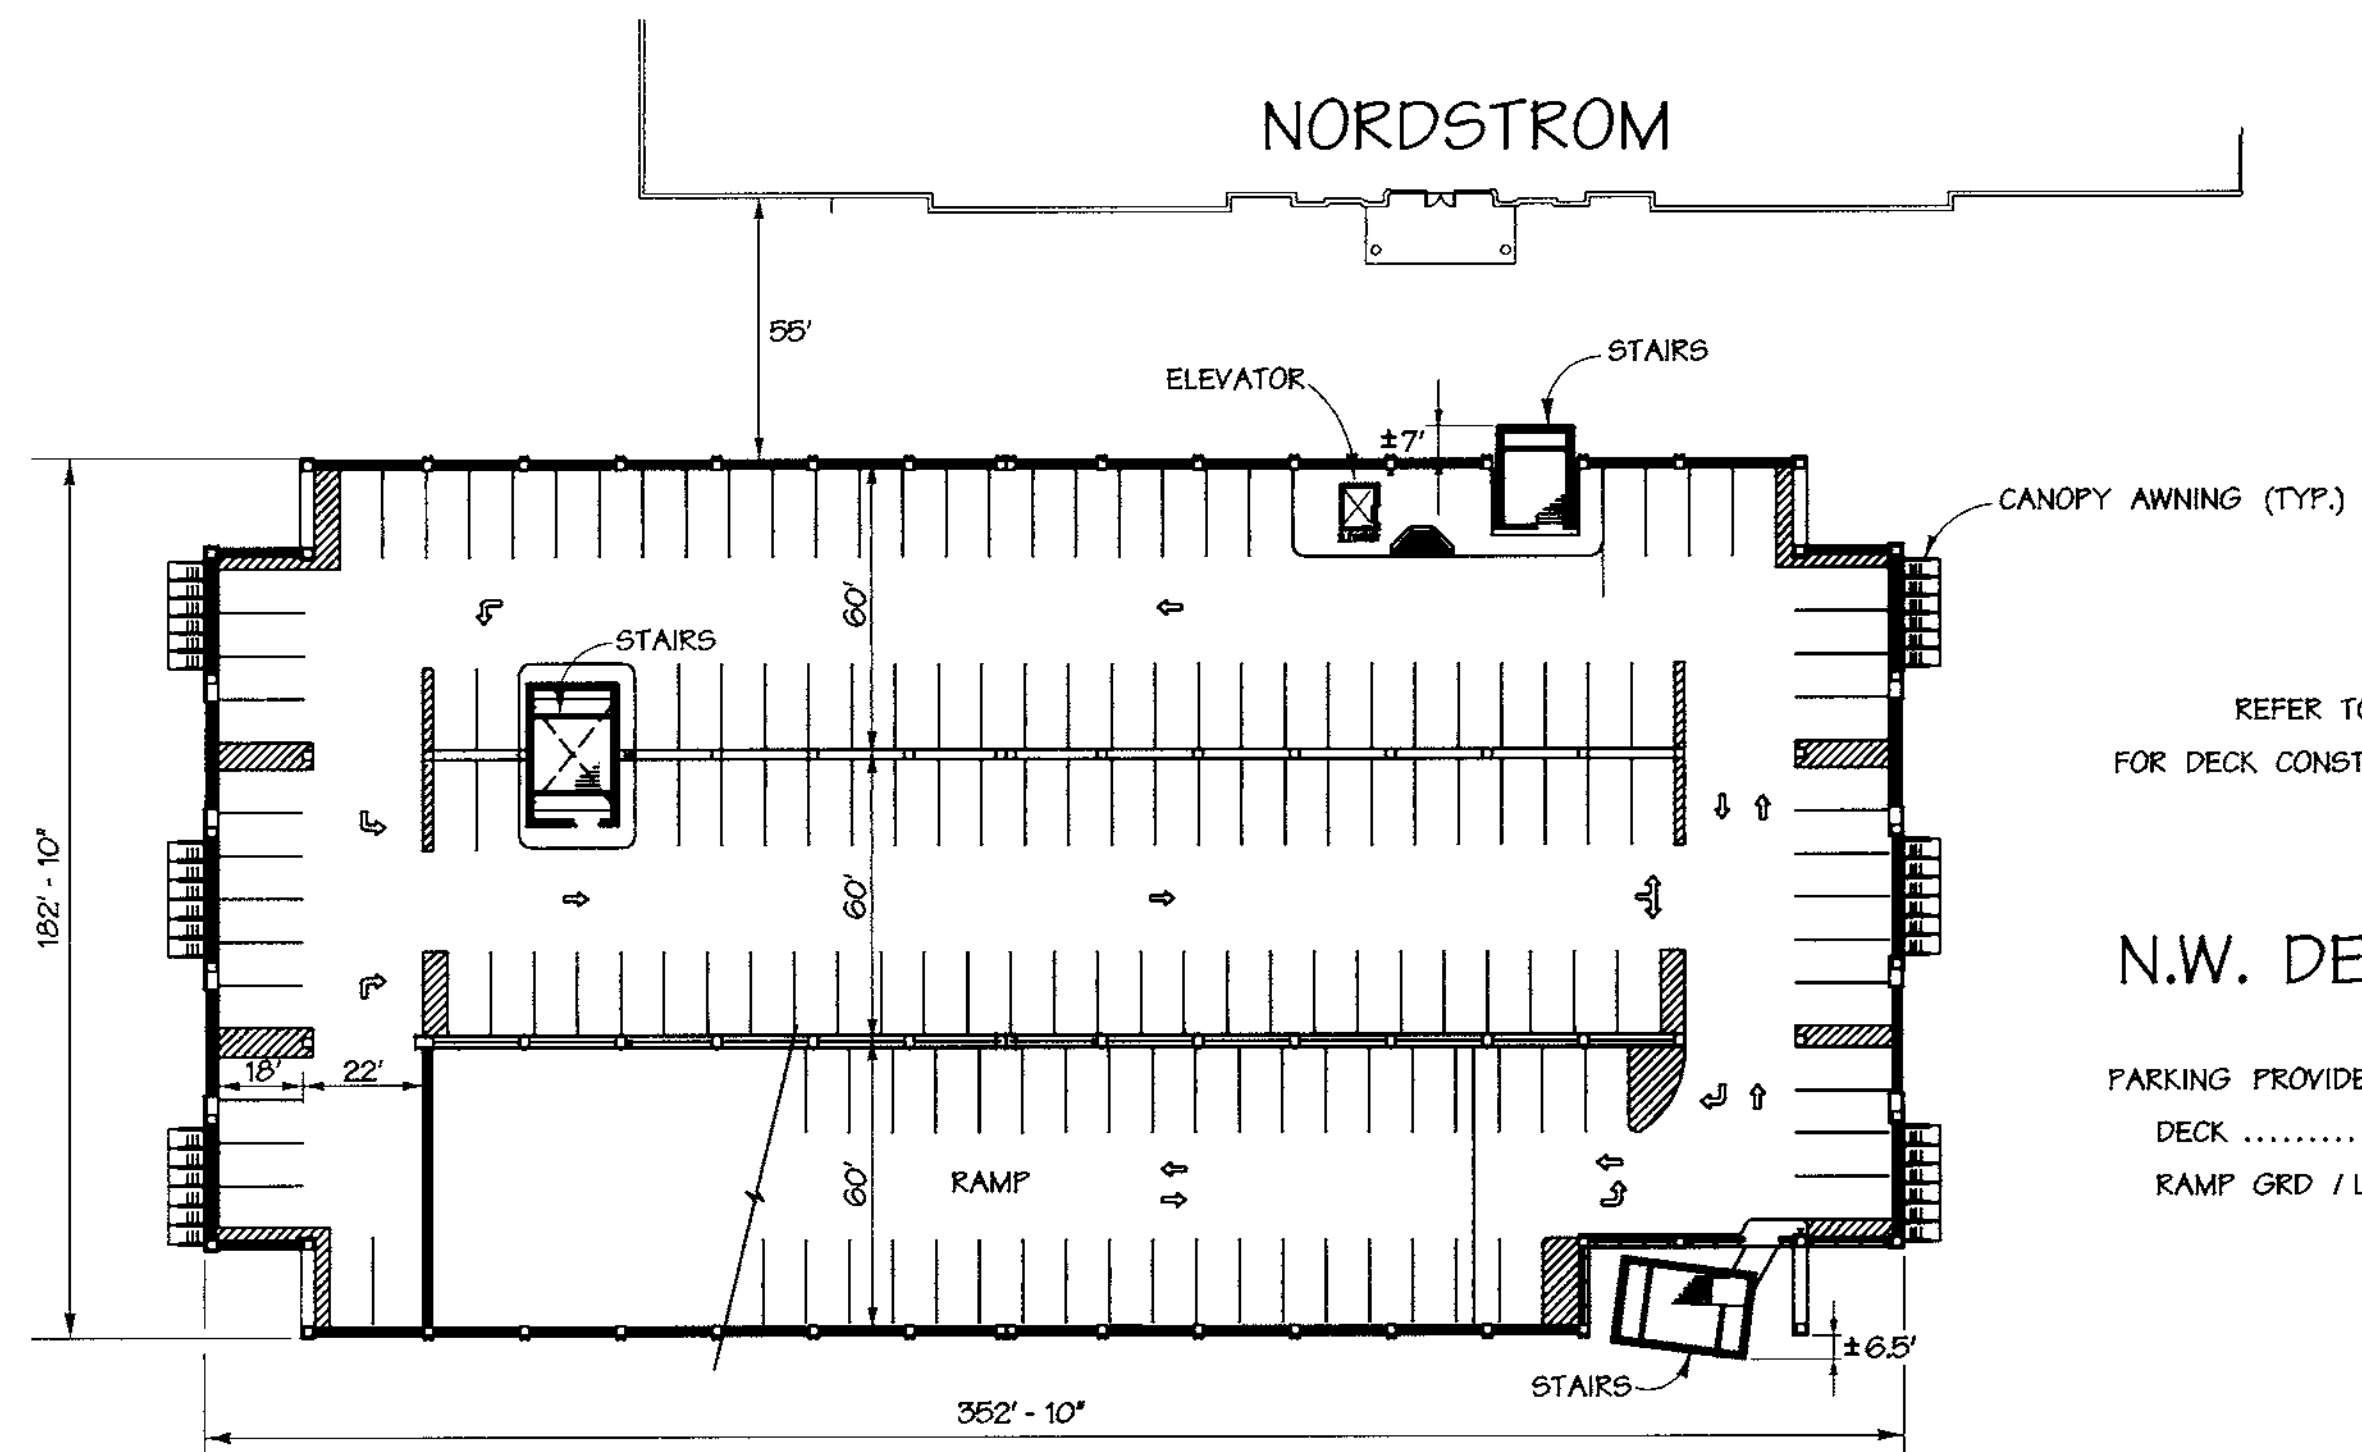 NORDSTROM
55'
STAIRS
ELEVATOR
±7'
CANOPY AWNING (TYP.)
60'
STAIRS
REFER TO
FOR DECK CONST
182' - 10"
60'
N.W. DE
18'
22'
PARKING PROVIDE
DECK .........
RAMP
60'
RAMP GRD / L
±6.5'
STAIRS
352' - 10"